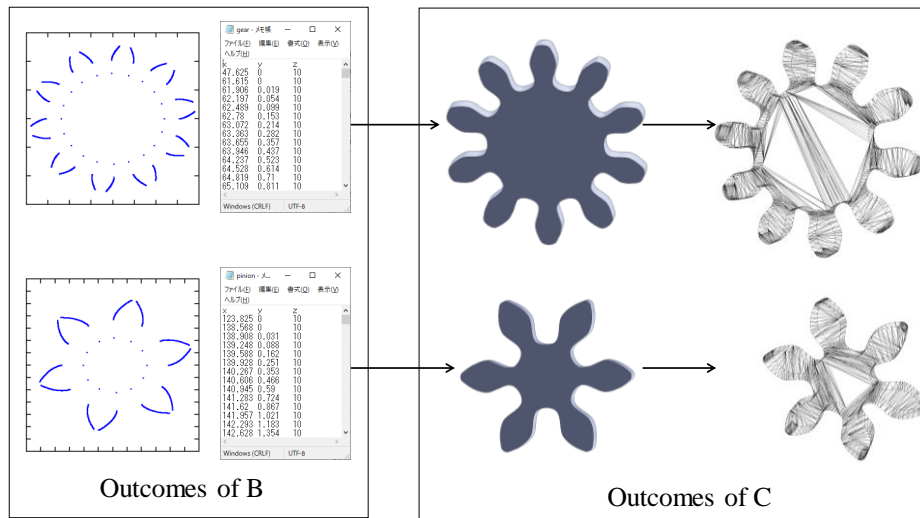 gear - メモ帳
ファイル(F) 編集(E) 書式(O) 表示(V)
ヘルプ(H)
x y z
47.625 0 10
61.615 0 10
61.906 0.019 10
62.197 0.054 10
62.489 0.099 10
62.78 0.153 10
63.072 0.214 10
63.363 0.282 10
63.655 0.357 10
63.946 0.437 10
64.237 0.523 10
64.528 0.614 10
64.819 0.71 10
65.109 0.811 10
Windows (CRLF) UTF-8
pinion - メ...
ファイル(F) 編集(E) 書式(O) 表示(V)
ヘルプ(H)
x y z
123.825 0 10
138.568 0 10
138.908 0.031 10
139.248 0.088 10
139.588 0.162 10
139.928 0.251 10
140.267 0.353 10
140.606 0.466 10
140.945 0.59 10
141.283 0.724 10
141.62 0.867 10
141.957 1.021 10
142.293 1.183 10
142.628 1.354 10
Windows (CRLF) UTF-8
Outcomes of B
Outcomes of C